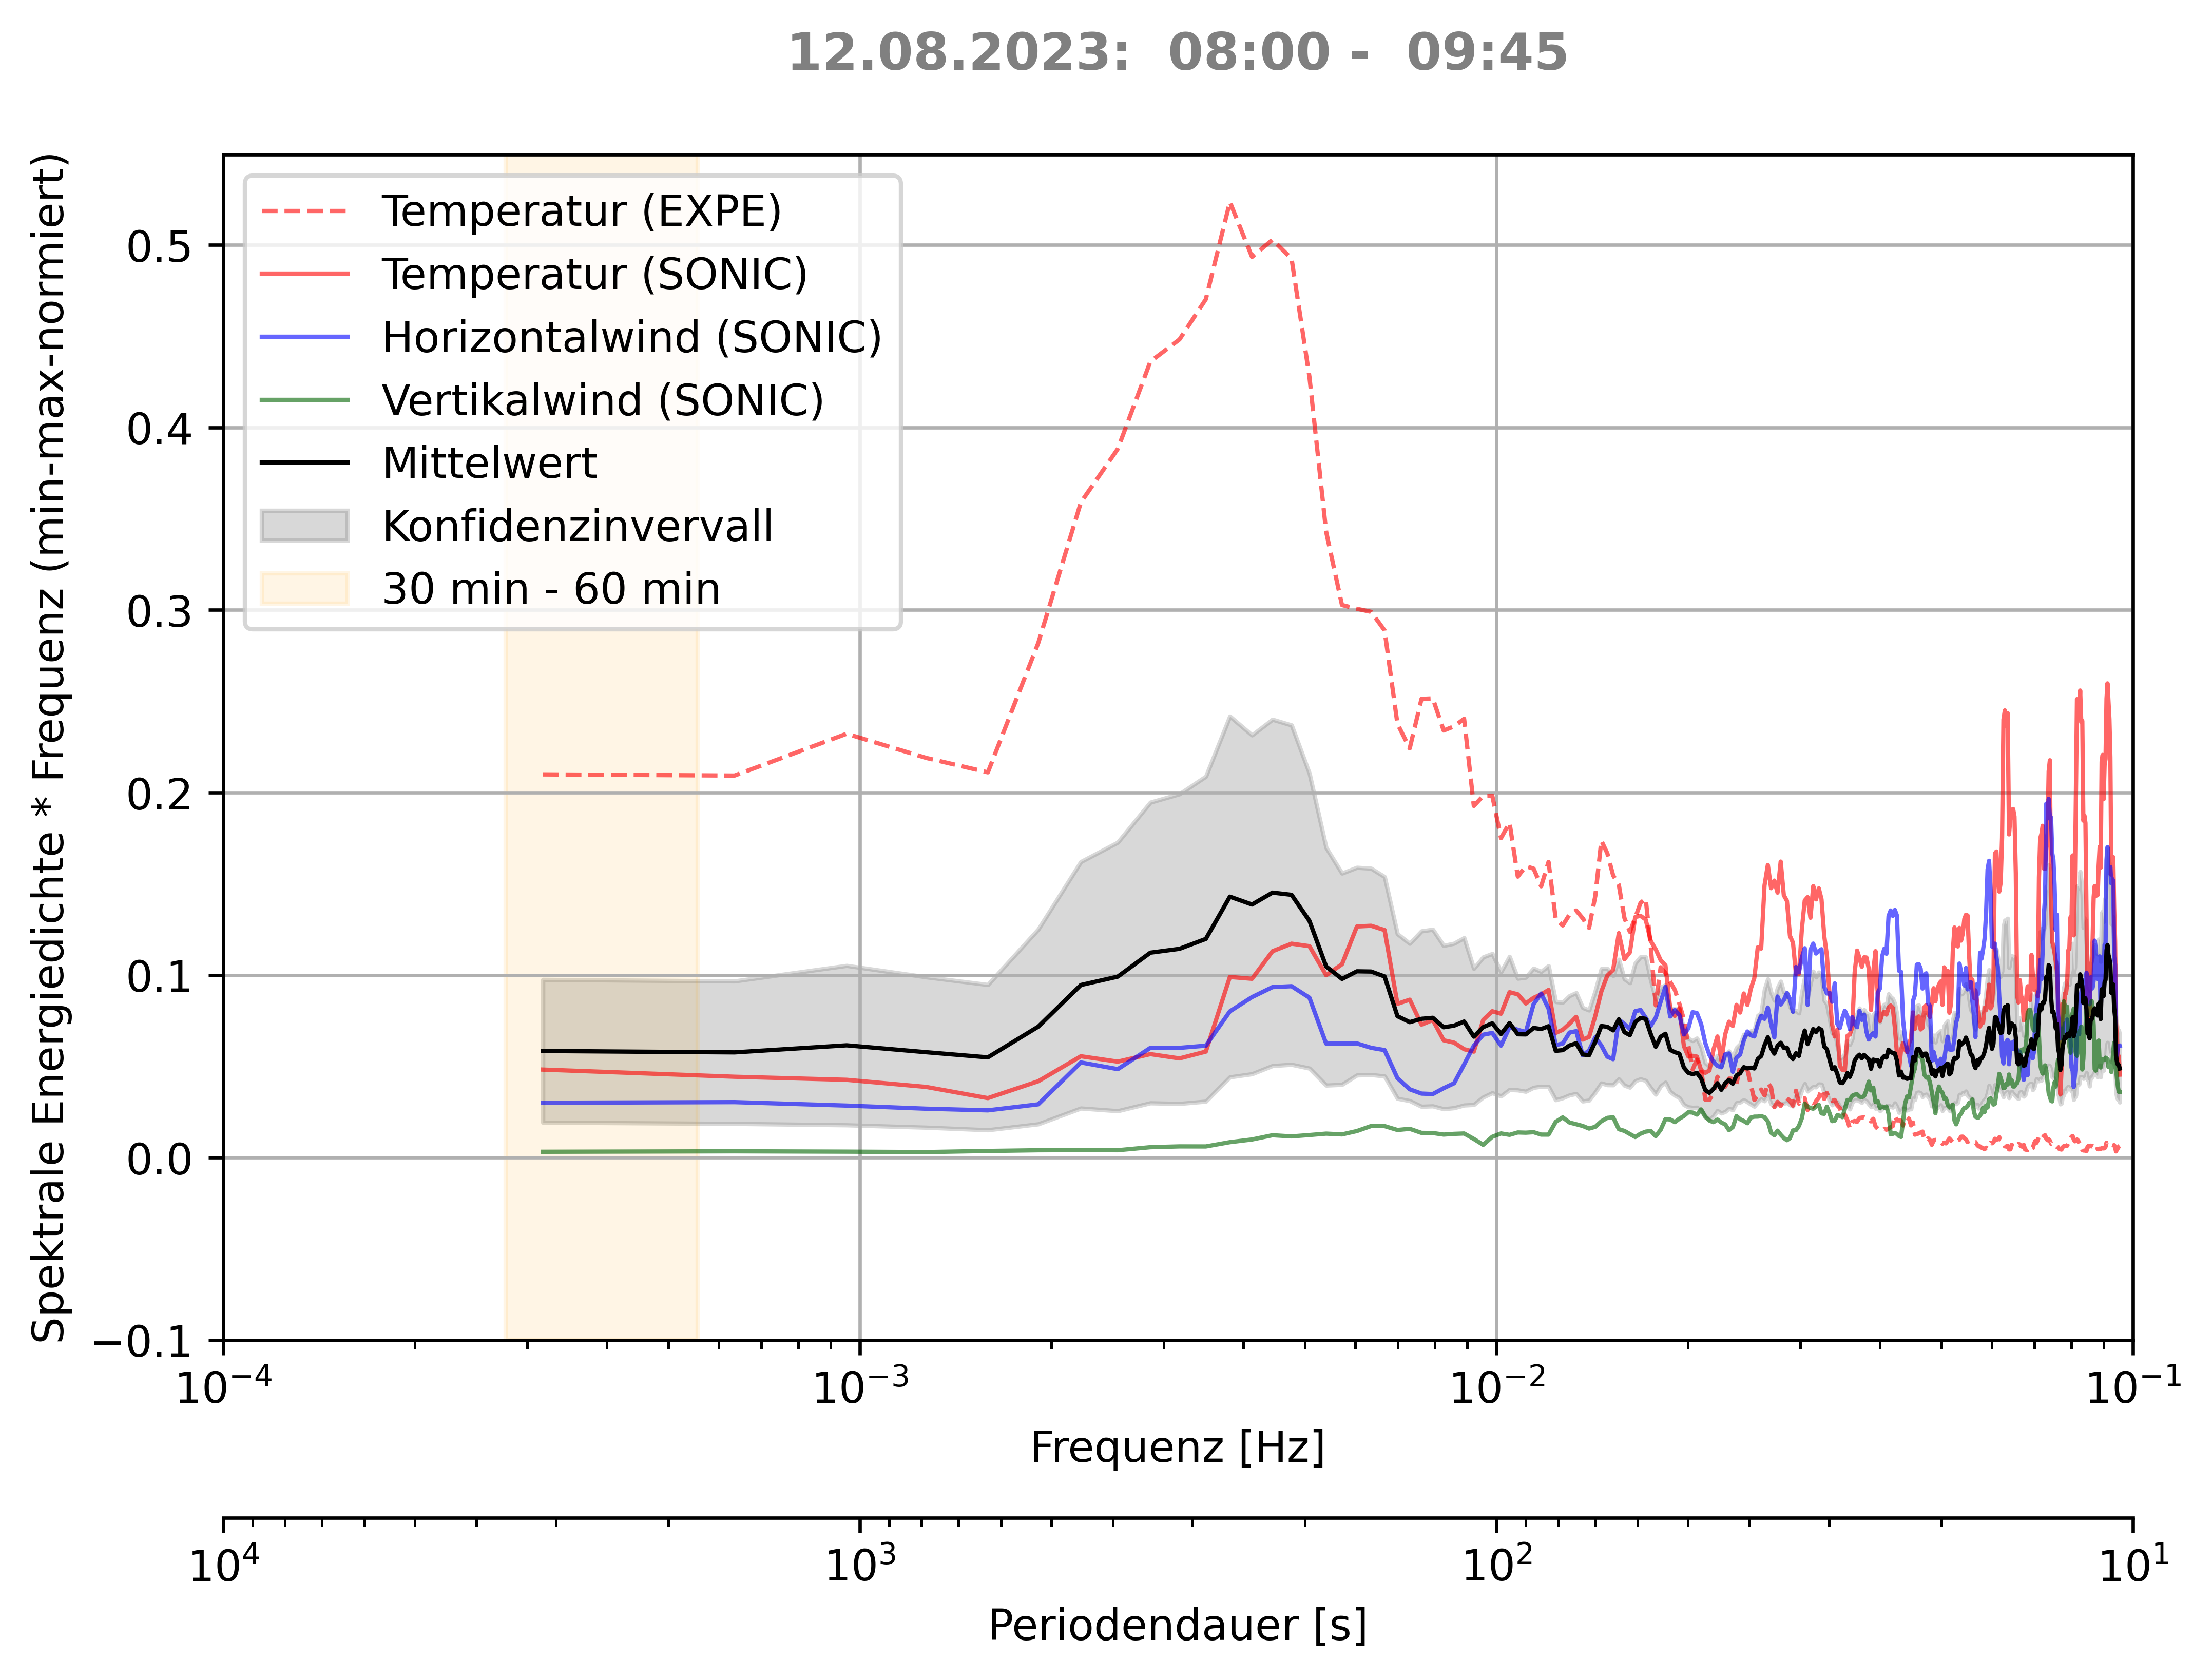 12.08.2023: 08:00 - 09:45
Spektrale Energiedichte * Frequenz (min-max-normiert)
Temperatur (EXPE)
Temperatur (SONIC)
Horizontalwind (SONIC)
Vertikalwind (SONIC)
Mittelwert
Konfidenzinvervall
30 min - 60 min
0.5
0.4
0.3
0.2
0.1
0.0
−0.1
10⁻⁴ 10⁻³ 10⁻² 10⁻¹
Frequenz [Hz]
10⁴ 10³ 10² 10¹
Periodendauer [s]